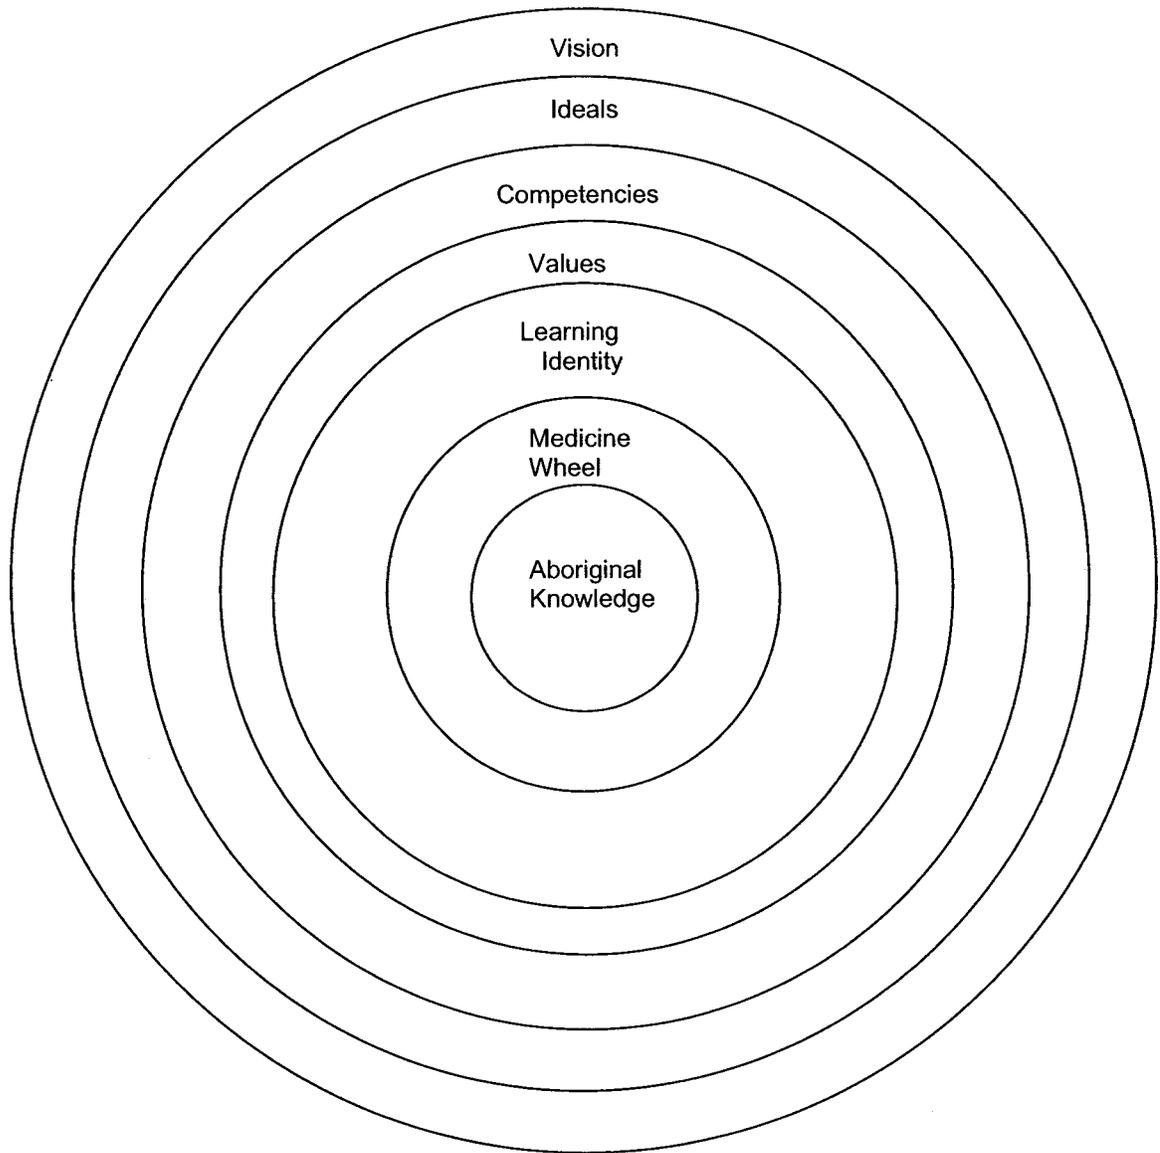 Vision
Ideals
Competencies
Values
Learning
Identity
Medicine
Wheel
Aboriginal
Knowledge